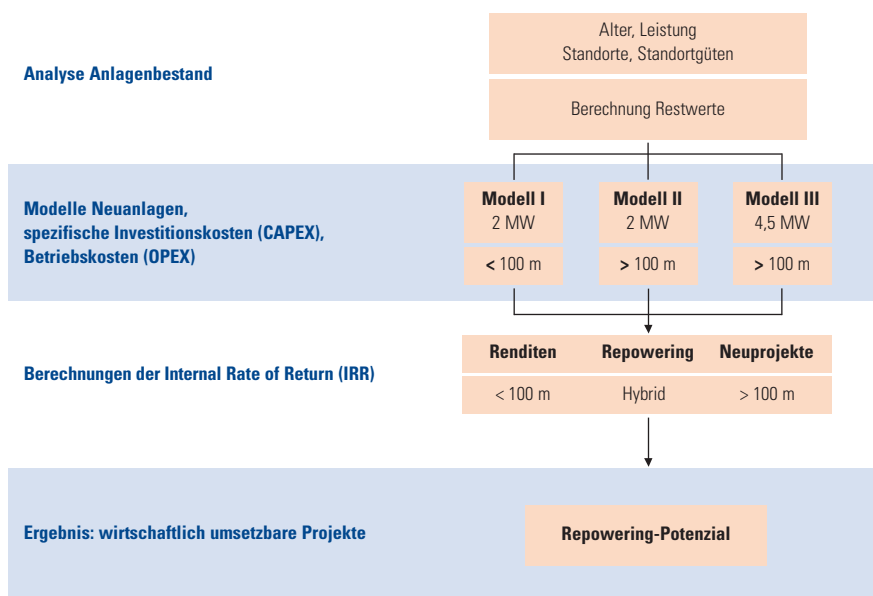 Analyse Anlagenbestand
Alter, Leistung
Standorte, Standortgüten
Berechnung Restwerte
Modelle Neuanlagen,
spezifische Investitionskosten (CAPEX),
Betriebskosten (OPEX)
Modell I
2 MW
< 100 m
Modell II
2 MW
> 100 m
Modell III
4,5 MW
> 100 m
Berechnungen der Internal Rate of Return (IRR)
Renditen Repowering Neuprojekte
< 100 m Hybrid > 100 m
Ergebnis: wirtschaftlich umsetzbare Projekte
Repowering-Potenzial